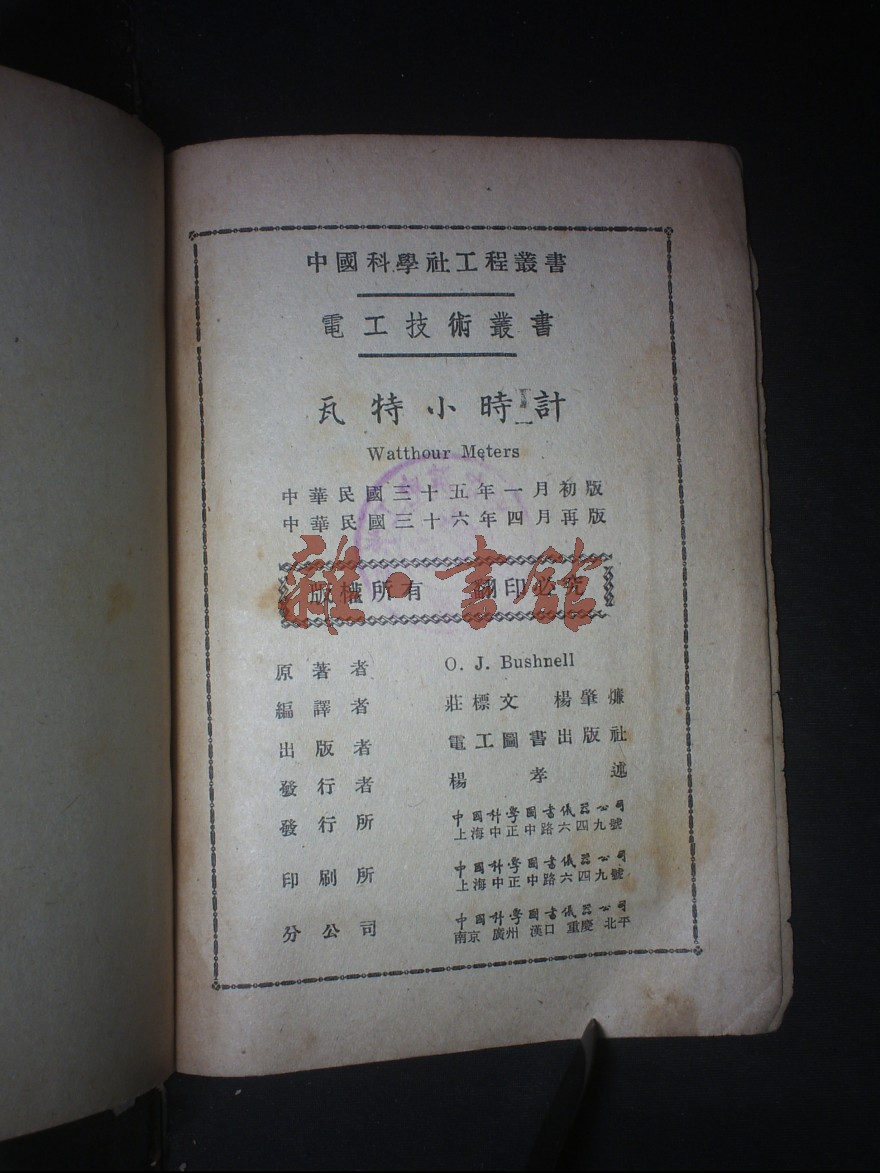 中國科學社工程叢書
電工技術叢書
瓦特小時計
Watthour Meters
中華民國三十五年一月初版
中華民國三十六年四月再版
版權所有 翻印必究
雜·書館
原著者 O. J. Bushnell
編譯者 莊標文 楊肇燫
出版者 電工圖書出版社
發行者 楊孝述
發行所 中國科學图書儀器公司
上海中正中路六四九號
印刷所 中國科學图書儀器公司
上海中正中路六四九號
分公司 中國科學图書儀器公司
南京 廣州 漢口 重慶 北平